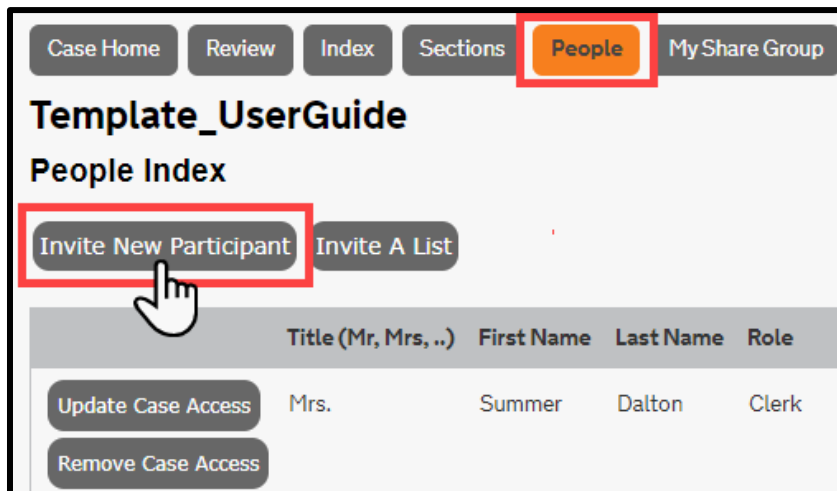 Case Home Review Index Sections People My Share Group
Template_UserGuide
People Index
Invite New Participant Invite A List
Title (Mr, Mrs, ..) First Name Last Name Role
Update Case Access Mrs. Summer Dalton Clerk
Remove Case Access